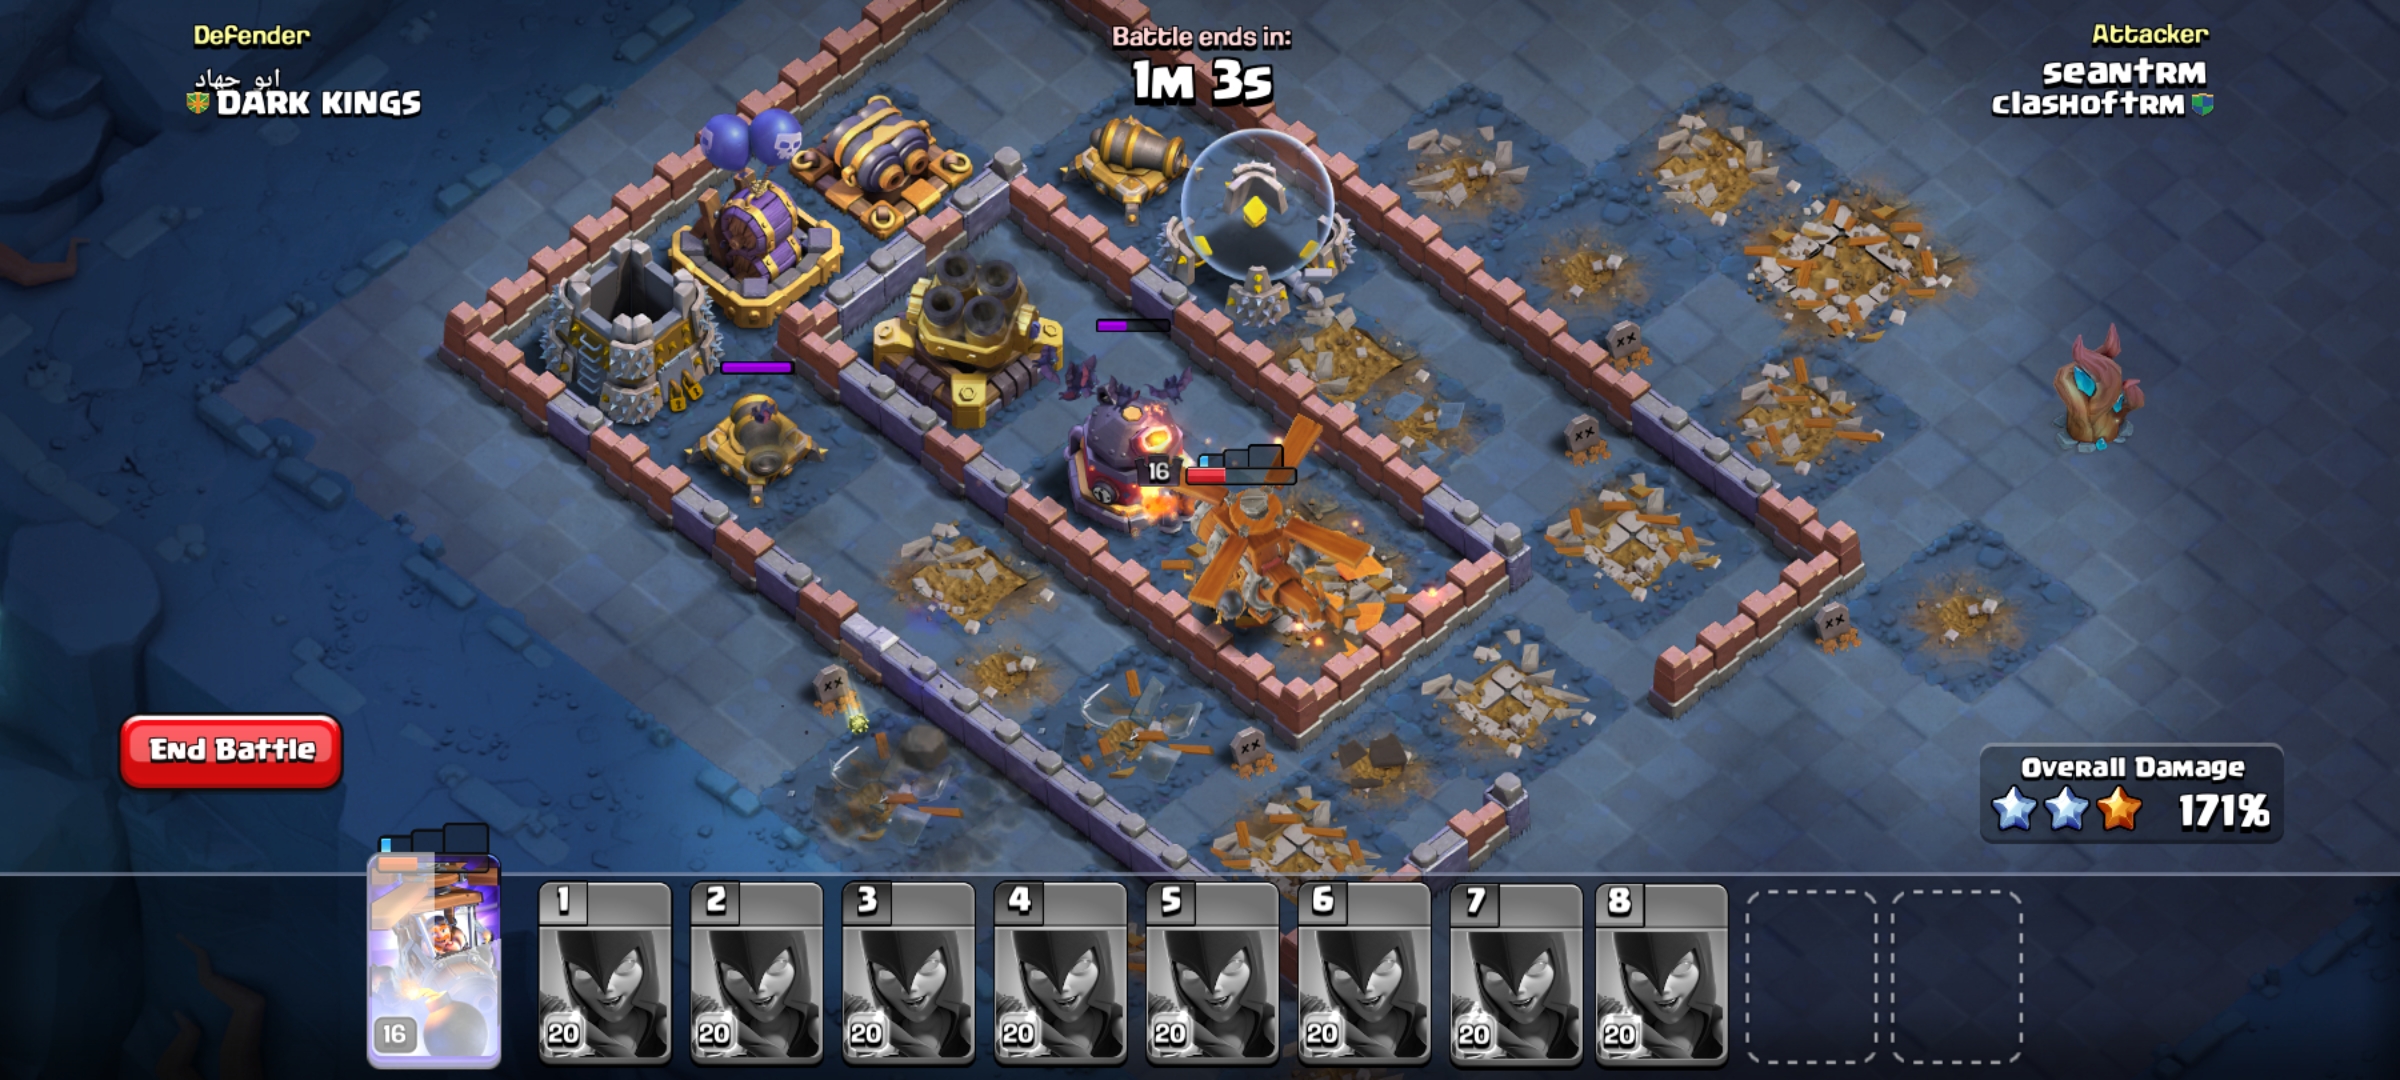 Defender
ابو جهاد
DARK KINGS
Battle ends in:
1M 3S
Attacker
seantRM
clashoftRM
16
End Battle
Overall Damage
171%
16
1
20
2
20
3
20
4
20
5
20
6
20
7
20
8
20